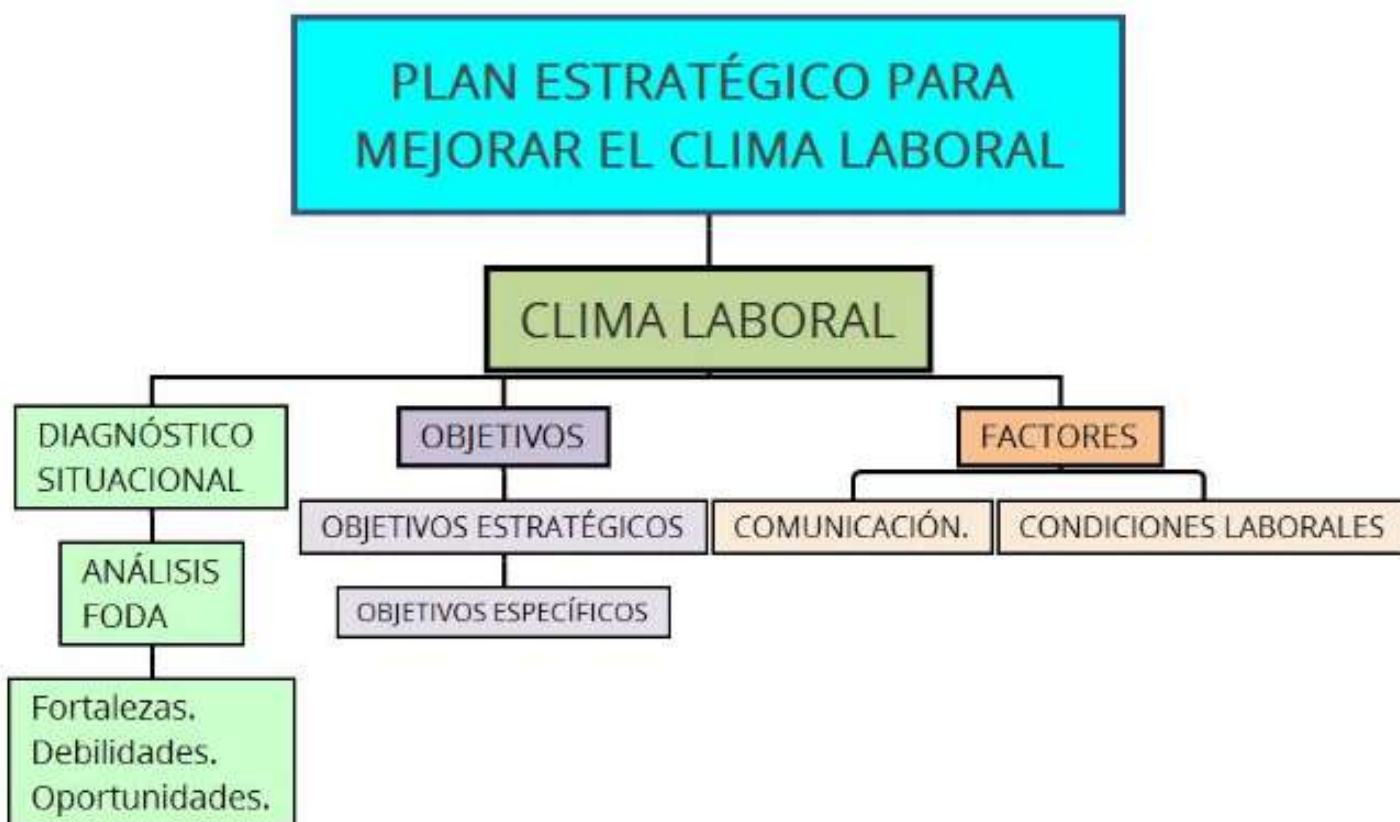 PLAN ESTRATÉGICO PARA
MEJORAR EL CLIMA LABORAL
CLIMA LABORAL
DIAGNÓSTICO
SITUACIONAL
ANÁLISIS
FODA
Fortalezas.
Debilidades.
Oportunidades.
OBJETIVOS
OBJETIVOS ESTRATÉGICOS
OBJETIVOS ESPECÍFICOS
FACTORES
COMUNICACIÓN.
CONDICIONES LABORALES